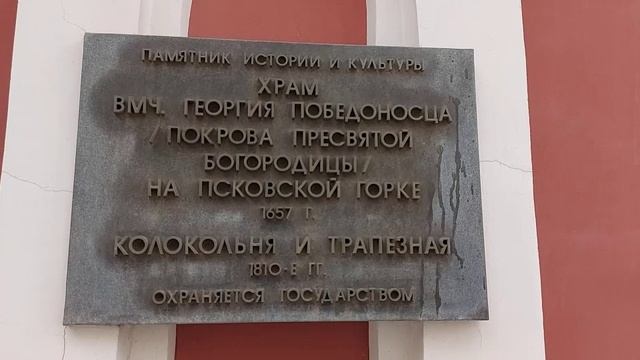 ПАМЯТНИК ИСТОРИИ И КУЛЬТУРЫ
ХРАМ
ВМЧ. ГЕОРГИЯ ПОБЕДОНОСЦА
/ПОКРОВА ПРЕСВЯТОЙ
БОГОРОДИЦЫ/
НА ПСКОВСКОЙ ГОРКЕ
1657 Г.
КОЛОКОЛЬНЯ И ТРАПЕЗНАЯ
1810-Е ГГ.
ОХРАНЯЕТСЯ ГОСУДАРСТВОМ